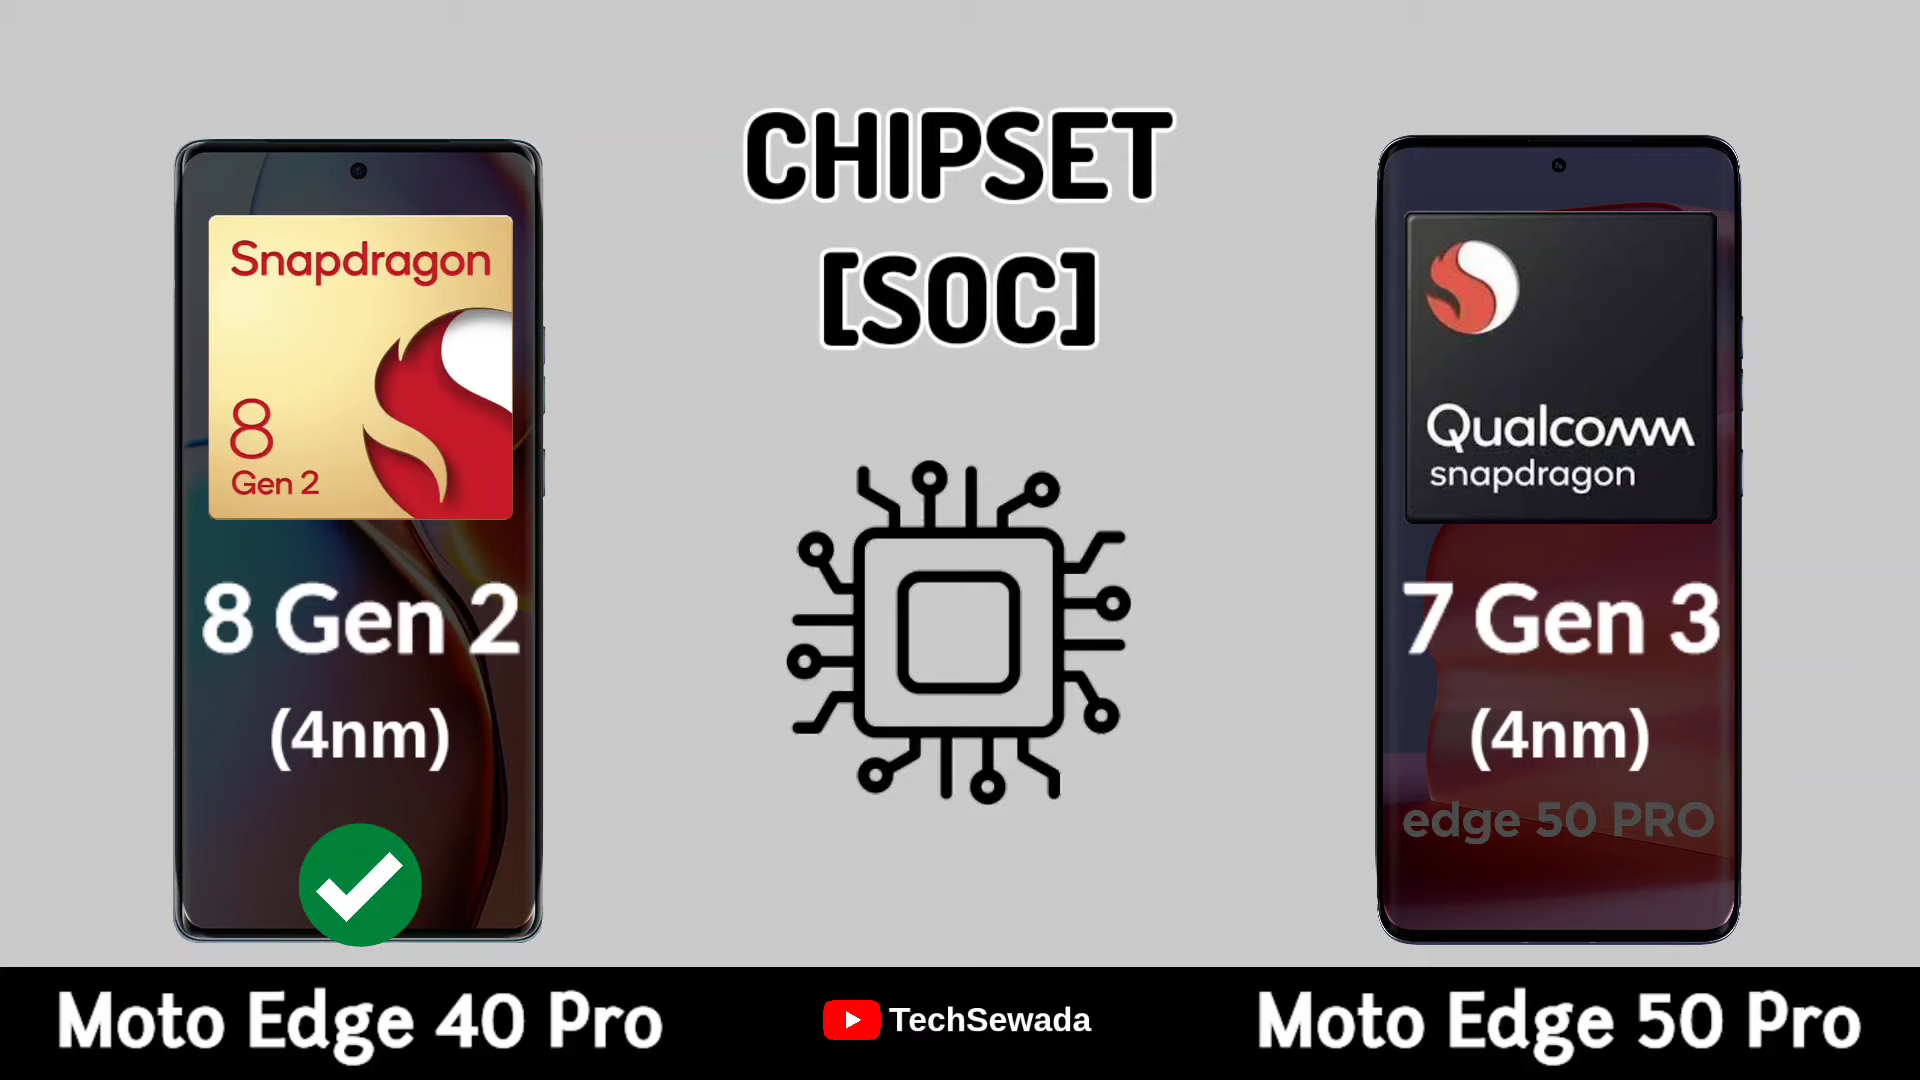 CHIPSET
[SOC]
Snapdragon
8
Gen 2
8 Gen 2
(4nm)
Qualcomm
snapdragon
7 Gen 3
(4nm)
edge 50 PRO
Moto Edge 40 Pro
TechSewada
Moto Edge 50 Pro